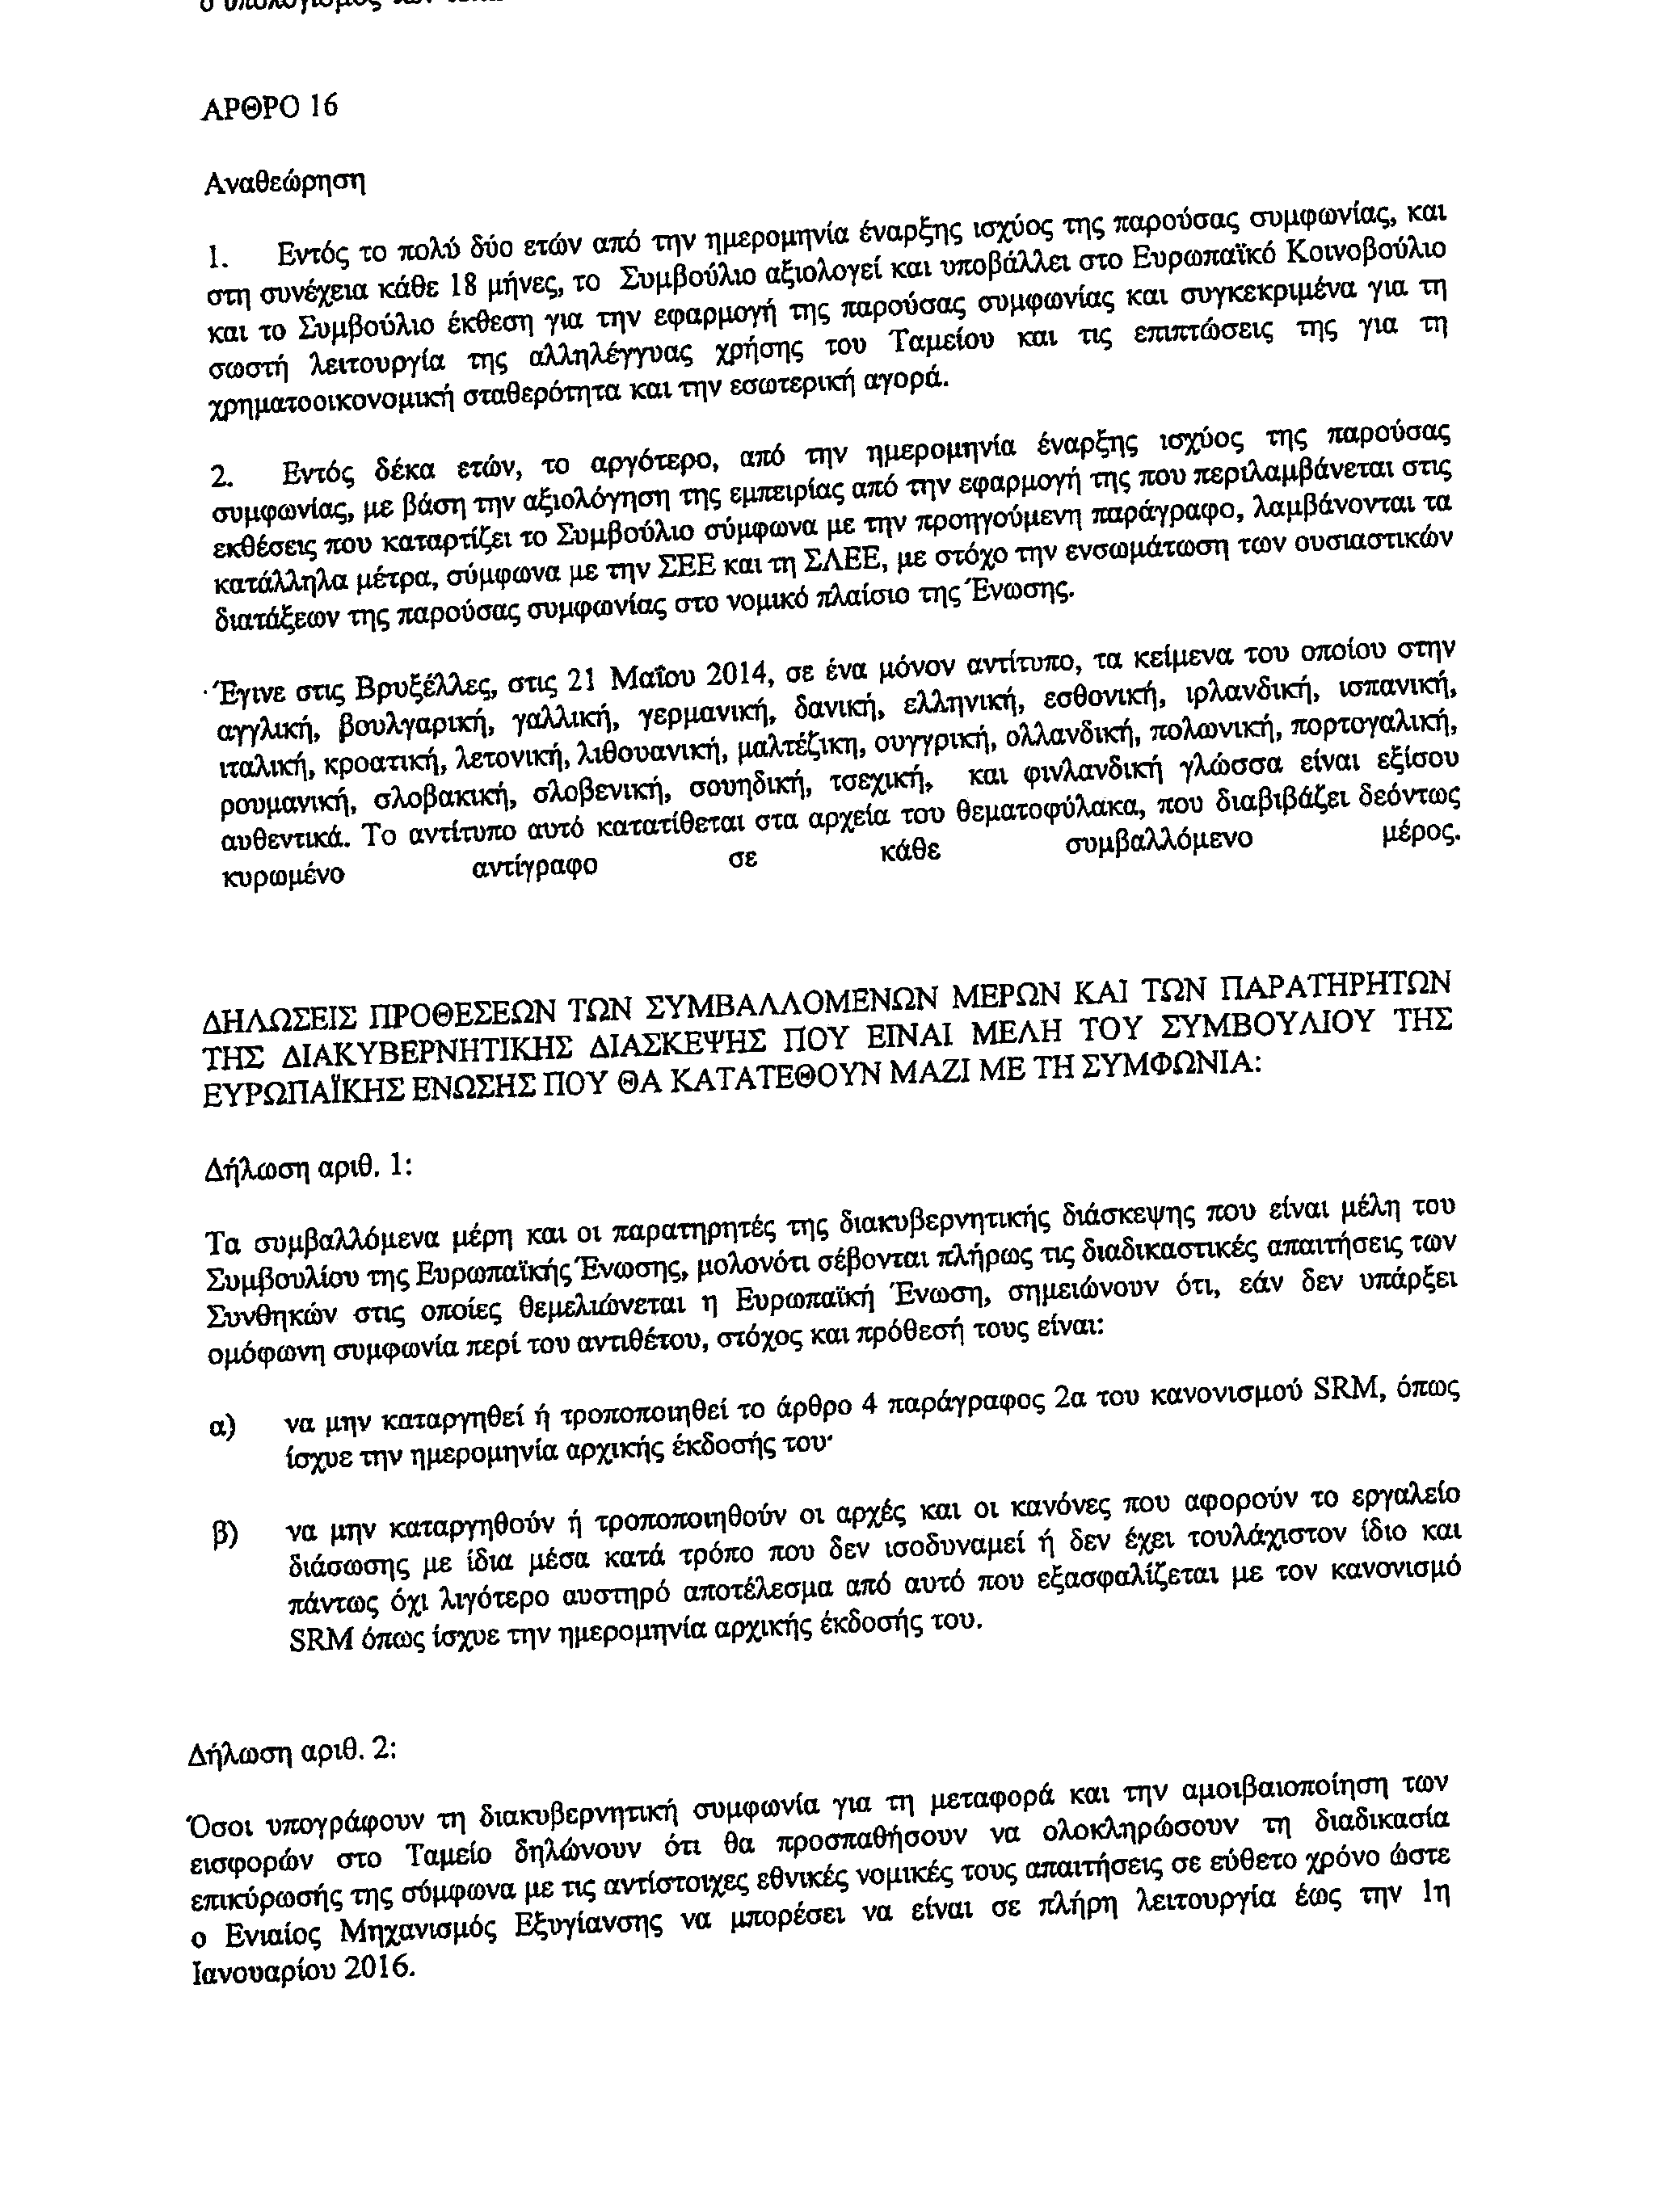 ο υπολογισμός των
ΑΡΘΡΟ 16
Αναθεώρηση
1. Εντός το πολύ δύο ετών από την ημερομηνία έναρξης ισχύος της παρούσας συμφωνίας, και
στη συνέχεια κάθε 18 μήνες, το Συμβούλιο αξιολογεί και υποβάλλει στο Ευρωπαϊκό Κοινοβούλιο
και το Συμβούλιο έκθεση για την εφαρμογή της παρούσας συμφωνίας και συγκεκριμένα για τη
σωστή λειτουργία της αλληλέγγυας χρήσης του Ταμείου και τις επιπτώσεις της για τη
χρηματοοικονομική σταθερότητα και την εσωτερική αγορά.
2. Εντός δέκα ετών, το αργότερο, από την ημερομηνία έναρξης ισχύος της παρούσας
συμφωνίας, με βάση την αξιολόγηση της εμπειρίας από την εφαρμογή της που περιλαμβάνεται στις
εκθέσεις που καταρτίζει το Συμβούλιο σύμφωνα με την προηγούμενη παράγραφο, λαμβάνονται τα
κατάλληλα μέτρα, σύμφωνα με την ΣΕΕ και τη ΣΛΕΕ, με στόχο την ενσωμάτωση των ουσιαστικών
διατάξεων της παρούσας συμφωνίας στο νομικό πλαίσιο της Ένωσης.
Έγινε στις Βρυξέλλες, στις 21 Μαΐου 2014, σε ένα μόνον αντίτυπο, τα κείμενα του οποίου στην
αγγλική, βουλγαρική, γαλλική, γερμανική, δανική, ελληνική, εσθονική, ιρλανδική, ισπανική,
ιταλική, κροατική, λετονική, λιθουανική, μαλτέζικη, ουγγρική, ολλανδική, πολωνική, πορτογαλική,
ρουμανική, σλοβακική, σλοβενική, σουηδική, τσεχική, και φινλανδική γλώσσα είναι εξίσου
αυθεντικά. Το αντίτυπο αυτό κατατίθεται στα αρχεία του θεματοφύλακα, που διαβιβάζει δεόντως
κυρωμένο αντίγραφο σε κάθε συμβαλλόμενο μέρος.
ΔΗΛΩΣΕΙΣ ΠΡΟΘΕΣΕΩΝ ΤΩΝ ΣΥΜΒΑΛΛΟΜΕΝΩΝ ΜΕΡΩΝ ΚΑΙ ΤΩΝ ΠΑΡΑΤΗΡΗΤΩΝ
ΤΗΣ ΔΙΑΚΥΒΕΡΝΗΤΙΚΗΣ ΔΙΑΣΚΕΨΗΣ ΠΟΥ ΕΙΝΑΙ ΜΕΛΗ ΤΟΥ ΣΥΜΒΟΥΛΙΟΥ ΤΗΣ
ΕΥΡΩΠΑΪΚΗΣ ΕΝΩΣΗΣ ΠΟΥ ΘΑ ΚΑΤΑΤΕΘΟΥΝ ΜΑΖΙ ΜΕ ΤΗ ΣΥΜΦΩΝΙΑ:
Δήλωση αριθ. 1:
Τα συμβαλλόμενα μέρη και οι παρατηρητές της διακυβερνητικής διάσκεψης που είναι μέλη του
Συμβουλίου της Ευρωπαϊκής Ένωσης, μολονότι σέβονται πλήρως τις διαδικαστικές απαιτήσεις των
Συνθηκών στις οποίες θεμελιώνεται η Ευρωπαϊκή Ένωση, σημειώνουν ότι, εάν δεν υπάρξει
ομόφωνη συμφωνία περί του αντιθέτου, στόχος και πρόθεσή τους είναι:
α) να μην καταργηθεί ή τροποποιηθεί το άρθρο 4 παράγραφος 2α του κανονισμού SRM, όπως
ίσχυε την ημερομηνία αρχικής έκδοσής του·
β) να μην καταργηθούν ή τροποποιηθούν οι αρχές και οι κανόνες που αφορούν το εργαλείο
διάσωσης με ίδια μέσα κατά τρόπο που δεν ισοδυναμεί ή δεν έχει τουλάχιστον ίδιο και
πάντως όχι λιγότερο αυστηρό αποτέλεσμα από αυτό που εξασφαλίζεται με τον κανονισμό
SRM όπως ίσχυε την ημερομηνία αρχικής έκδοσής του.
Δήλωση αριθ. 2:
Όσοι υπογράφουν τη διακυβερνητική συμφωνία για τη μεταφορά και την αμοιβαιοποίηση των
εισφορών στο Ταμείο δηλώνουν ότι θα προσπαθήσουν να ολοκληρώσουν τη διαδικασία
επικύρωσής της σύμφωνα με τις αντίστοιχες εθνικές νομικές τους απαιτήσεις σε εύθετο χρόνο ώστε
ο Ενιαίος Μηχανισμός Εξυγίανσης να μπορέσει να είναι σε πλήρη λειτουργία έως την 1η
Ιανουαρίου 2016.